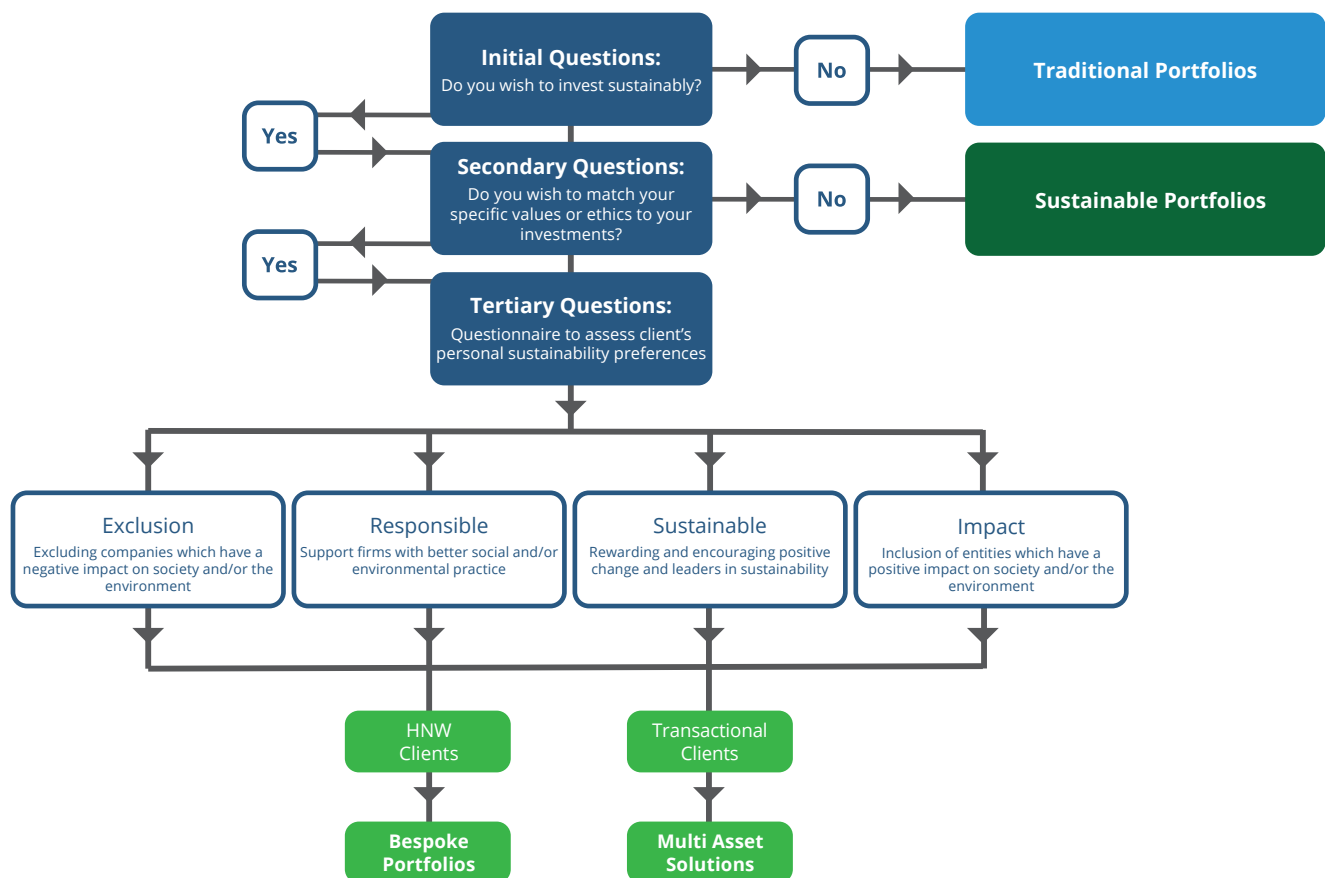 Initial Questions:
Do you wish to invest sustainably?
No
Traditional Portfolios
Yes
Secondary Questions:
Do you wish to match your
specific values or ethics to your
investments?
No
Sustainable Portfolios
Yes
Tertiary Questions:
Questionnaire to assess client’s
personal sustainability preferences
Exclusion
Excluding companies which have a
negative impact on society and/or the
environment
Responsible
Support firms with better social and/or
environmental practice
Sustainable
Rewarding and encouraging positive
change and leaders in sustainability
Impact
Inclusion of entities which have a
positive impact on society and/or the
environment
HNW
Clients
Transactional
Clients
Bespoke
Portfolios
Multi Asset
Solutions